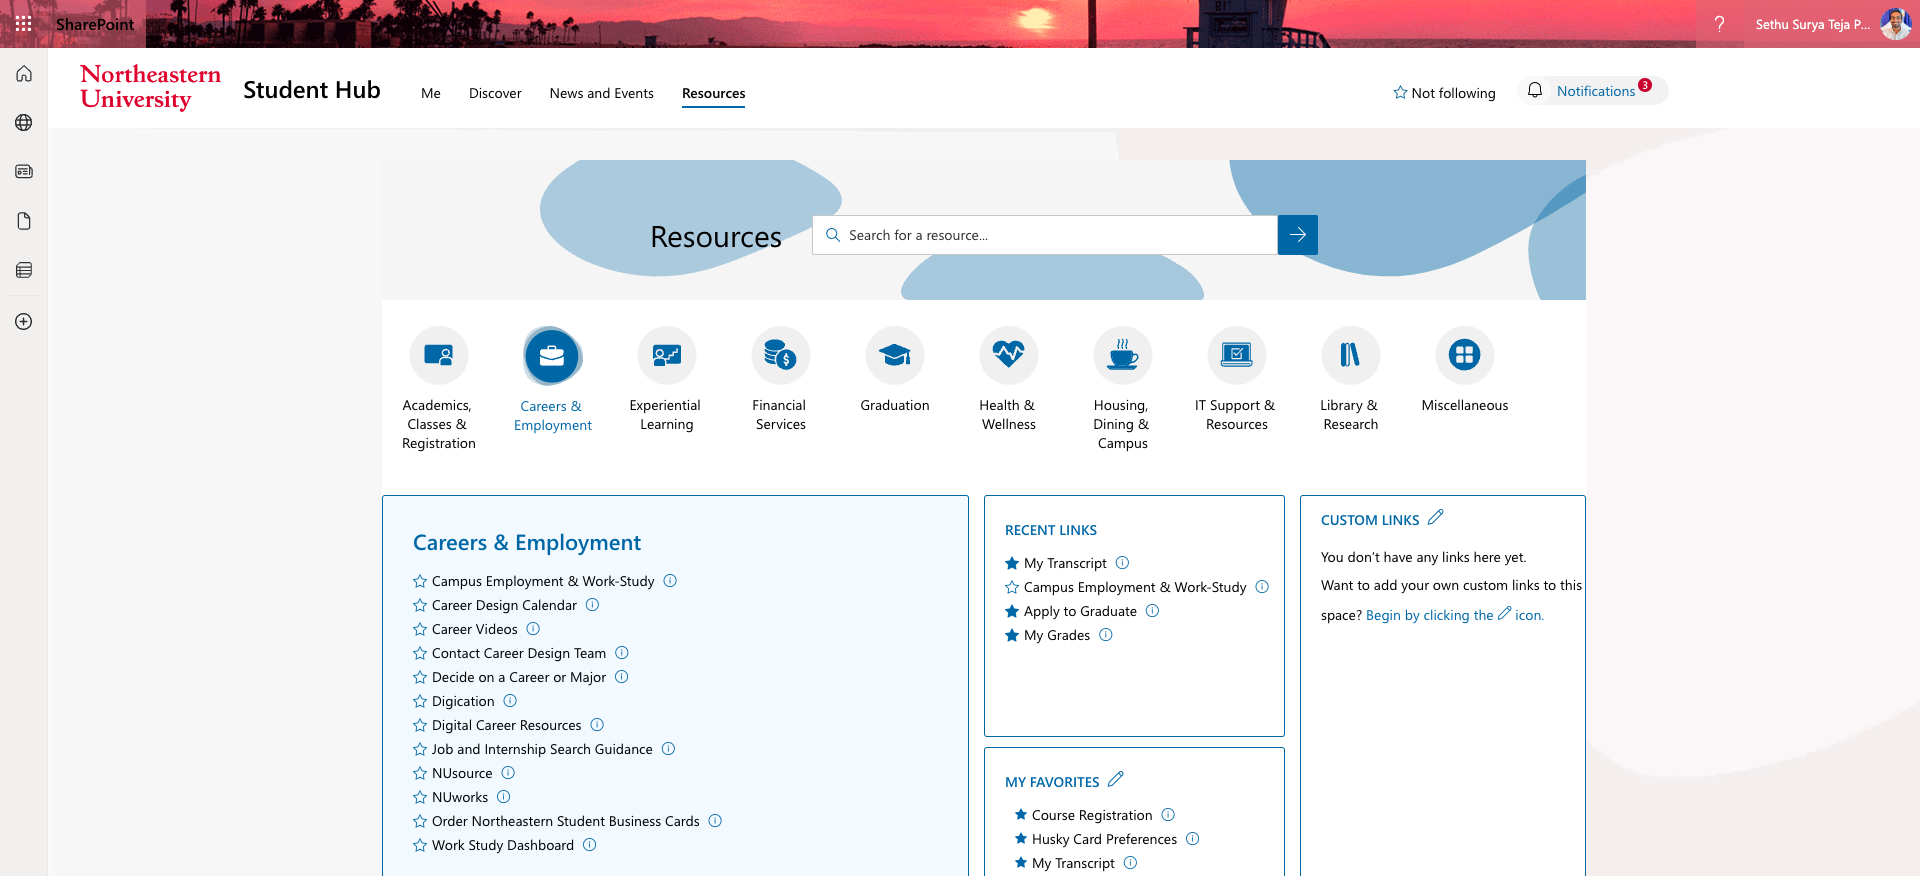 SharePoint
?
Sethu Surya Teja P...
Northeastern
University
Student Hub
Me
Discover
News and Events
Resources
Not following
Notifications
3
Resources
Search for a resource...
Academics,
Classes &
Registration
Careers &
Employment
Experiential
Learning
Financial
Services
Graduation
Health &
Wellness
Housing,
Dining &
Campus
IT Support &
Resources
Library &
Research
Miscellaneous
Careers & Employment
Campus Employment & Work-Study
Career Design Calendar
Career Videos
Contact Career Design Team
Decide on a Career or Major
Digication
Digital Career Resources
Job and Internship Search Guidance
NUsource
NUworks
Order Northeastern Student Business Cards
Work Study Dashboard
RECENT LINKS
My Transcript
Campus Employment & Work-Study
Apply to Graduate
My Grades
MY FAVORITES
Course Registration
Husky Card Preferences
My Transcript
CUSTOM LINKS
You don't have any links here yet.
Want to add your own custom links to this
space? Begin by clicking the icon.